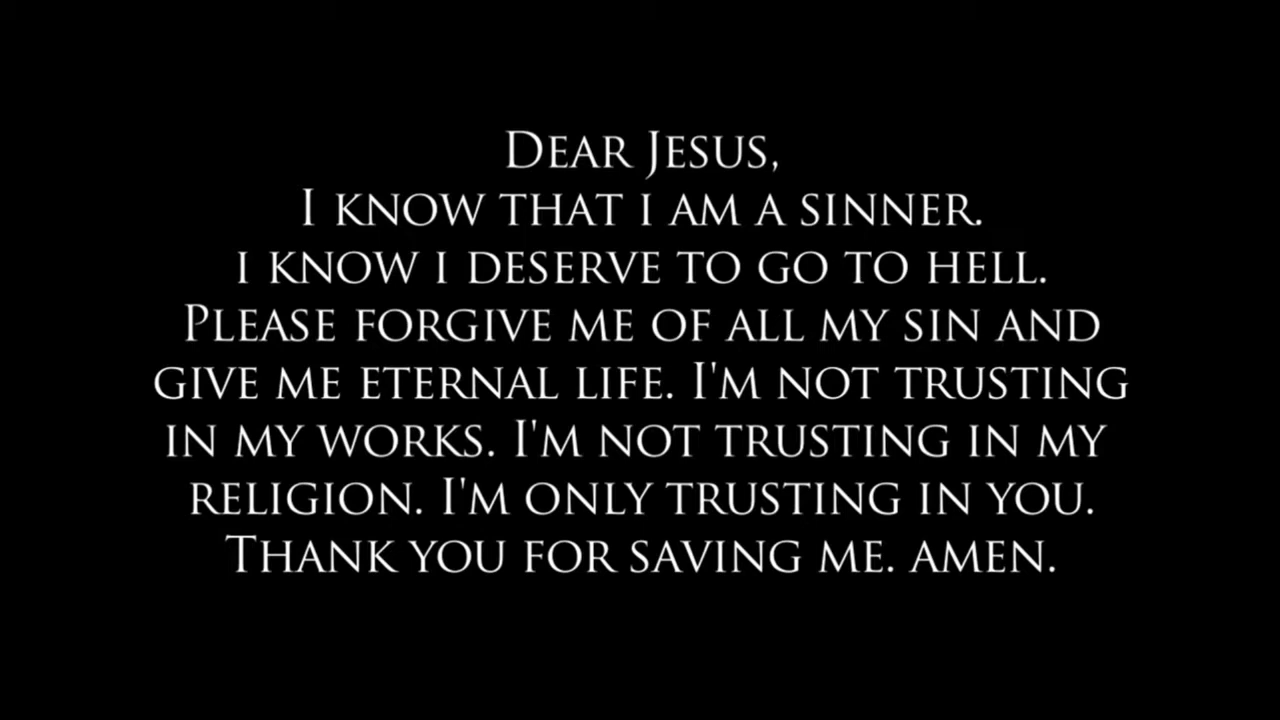 Dear Jesus,
I know that i am a sinner.
i know i deserve to go to hell.
Please forgive me of all my sin and
give me eternal life. I'm not trusting
in my works. I'm not trusting in my
religion. I'm only trusting in you.
Thank you for saving me. amen.